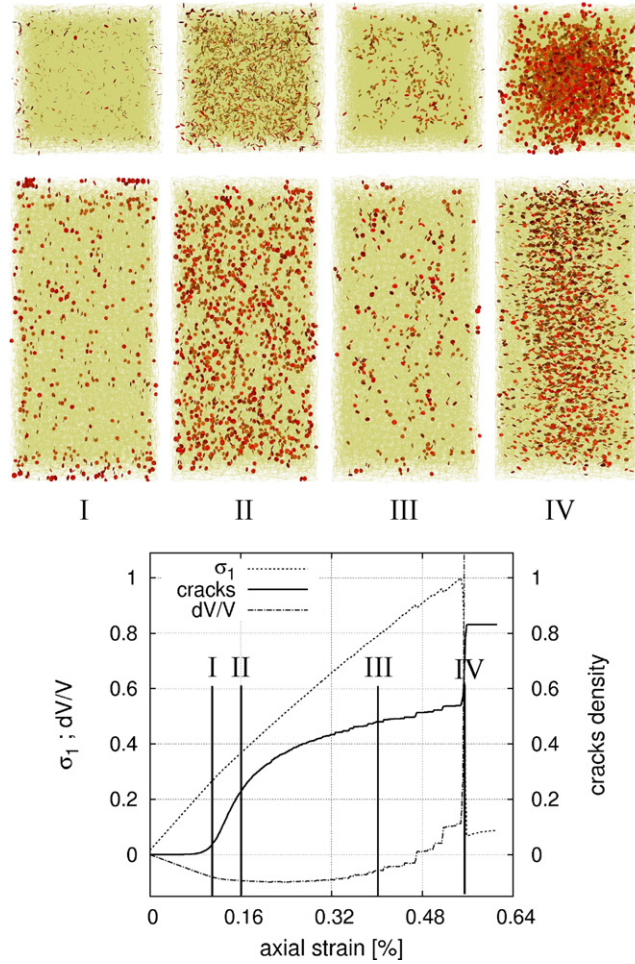 I II III IV
σ1
cracks
dV/V
I II III IV
1
0.8
0.6
0.4
0.2
0
σ1 ; dV/V
1
0.8
0.6
0.4
0.2
0
cracks density
0 0.16 0.32 0.48 0.64
axial strain [%]